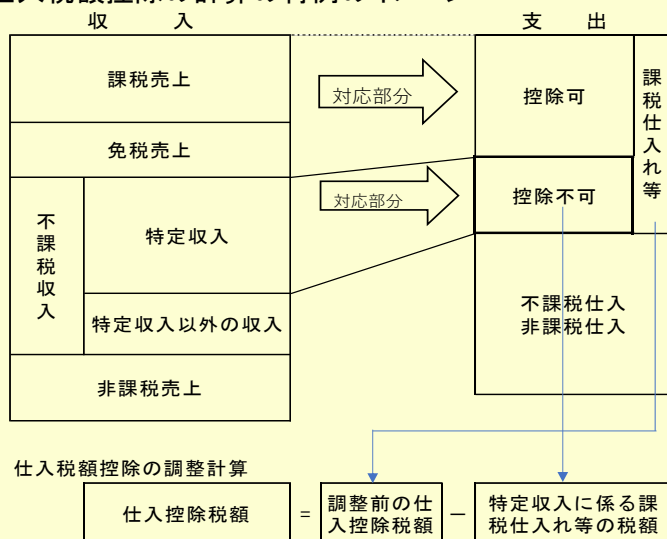 収 入
支 出
課税売上
対応部分
控除可
課税仕入れ等
免税売上
不課税収入
特定収入
対応部分
控除不可
特定収入以外の収入
不課税仕入
非課税仕入
非課税売上
仕入税額控除の調整計算
仕入控除税額
=
調整前の仕
入控除税額
－
特定収入に係る課
税仕入れ等の税額